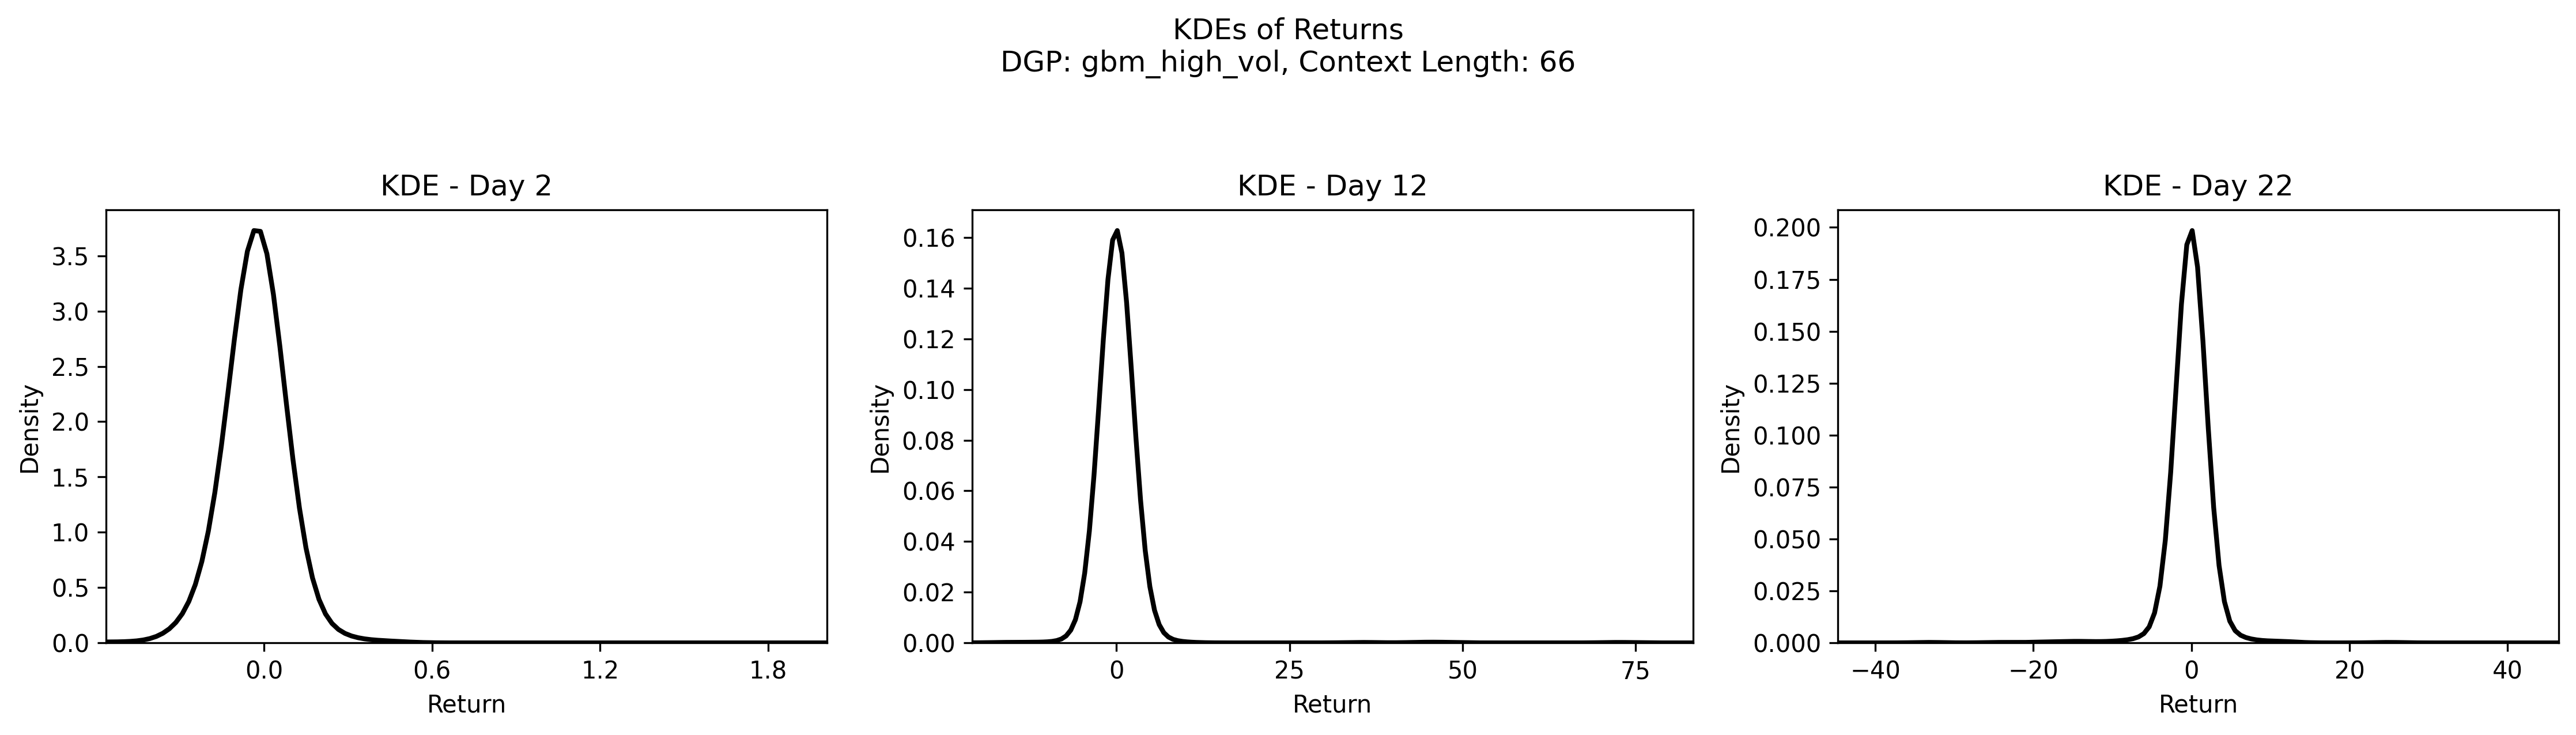 KDEs of Returns
DGP: gbm_high_vol, Context Length: 66
KDE - Day 2
3.5
3.0
2.5
2.0
1.5
1.0
0.5
0.0
Density
0.0 0.6 1.2 1.8
Return
KDE - Day 12
0.16
0.14
0.12
0.10
0.08
0.06
0.04
0.02
0.00
Density
0 25 50 75
Return
KDE - Day 22
0.200
0.175
0.150
0.125
0.100
0.075
0.050
0.025
0.000
Density
−40 −20 0 20 40
Return